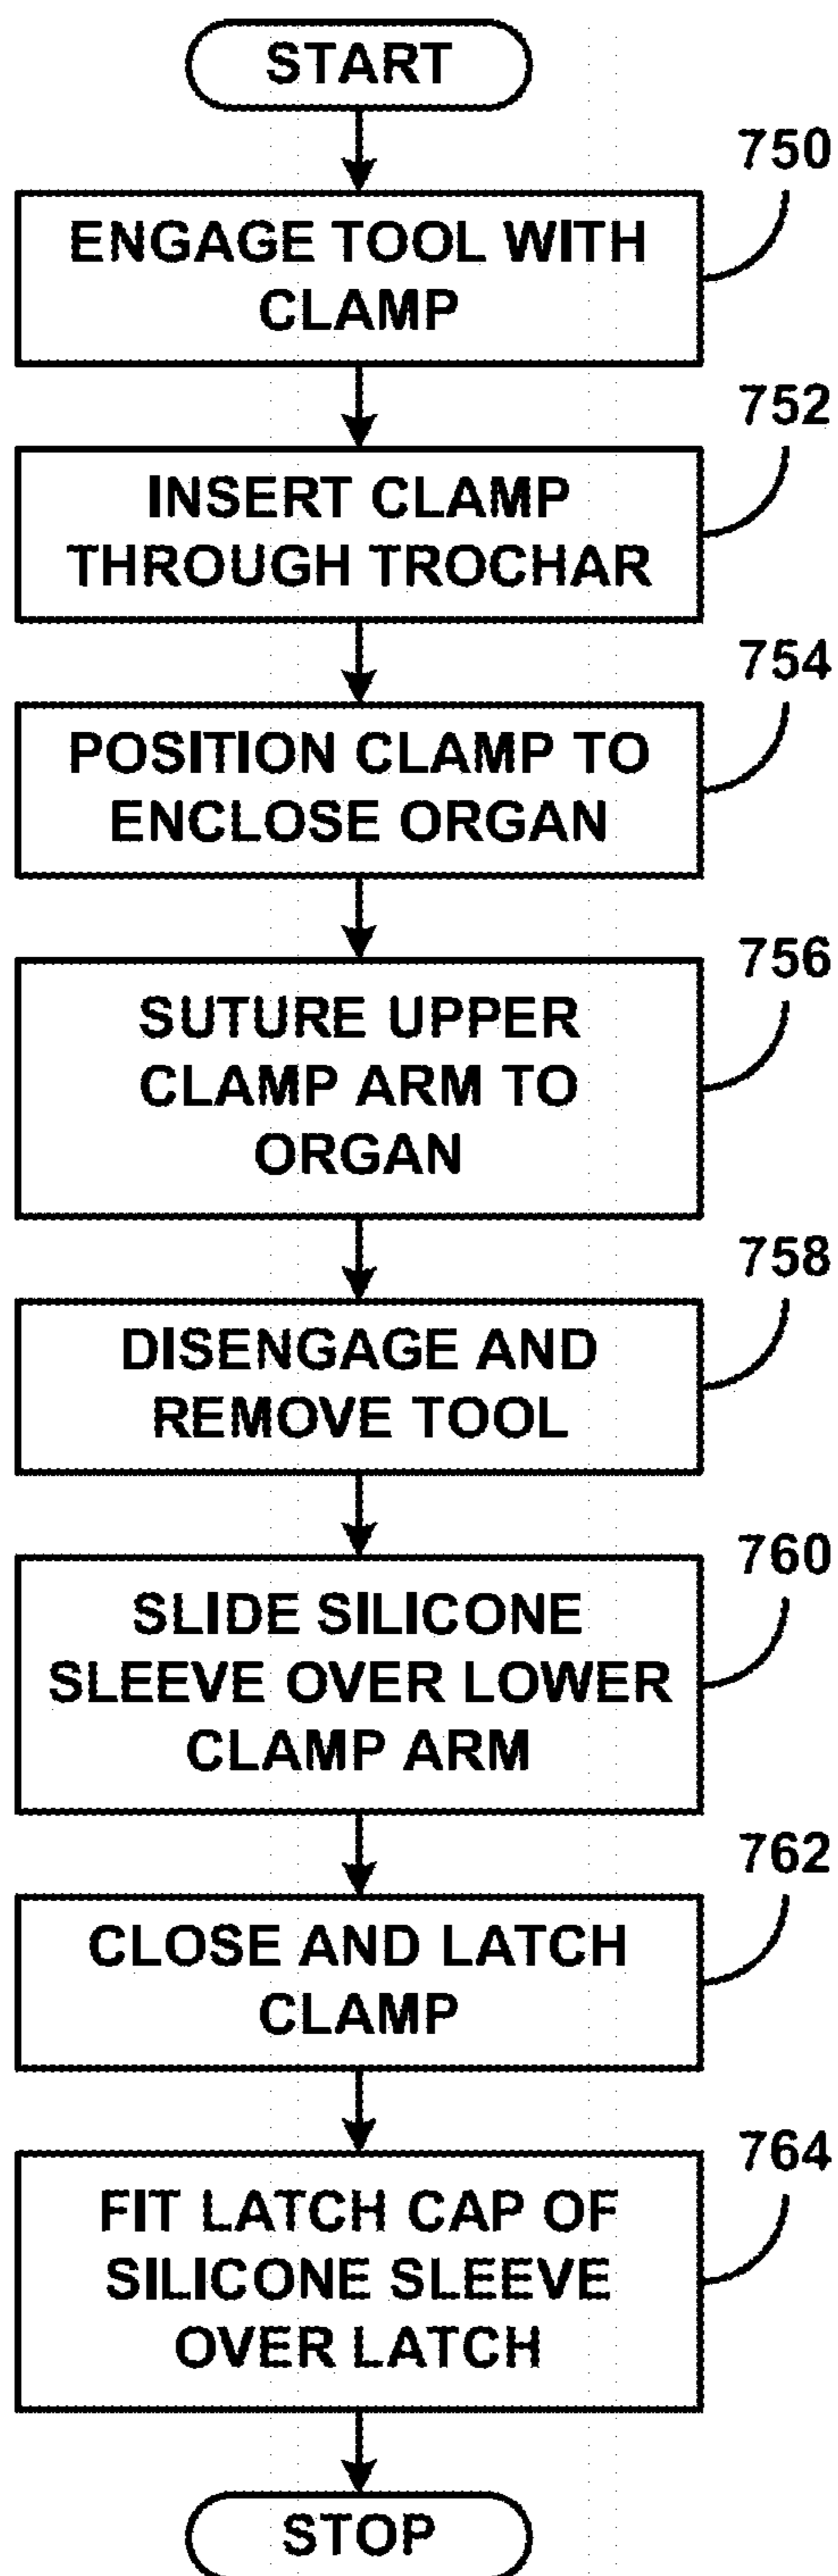 START
750
ENGAGE TOOL WITH
CLAMP
752
INSERT CLAMP
THROUGH TROCHAR
754
POSITION CLAMP TO
ENCLOSE ORGAN
756
SUTURE UPPER
CLAMP ARM TO
ORGAN
758
DISENGAGE AND
REMOVE TOOL
760
SLIDE SILICONE
SLEEVE OVER LOWER
CLAMP ARM
762
CLOSE AND LATCH
CLAMP
764
FIT LATCH CAP OF
SILICONE SLEEVE
OVER LATCH
STOP